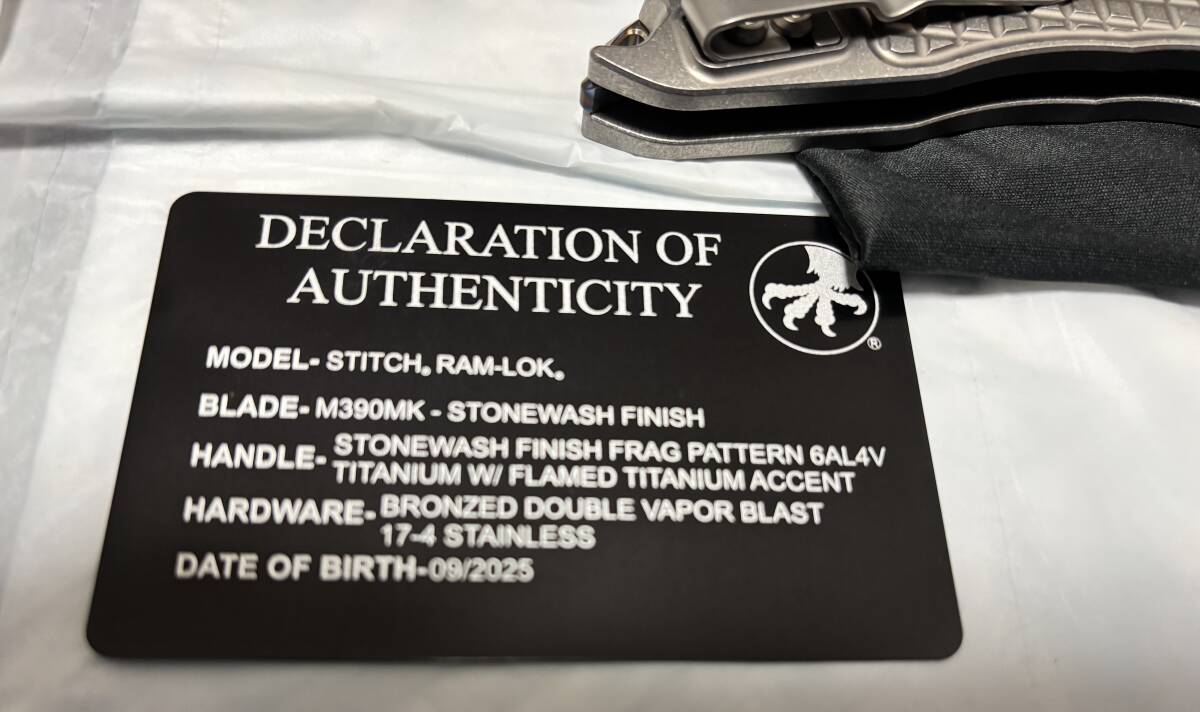 DECLARATION OF
AUTHENTICITY
®
MODEL- STITCH® RAM-LOK®
BLADE- M390MK - STONEWASH FINISH
HANDLE- STONEWASH FINISH FRAG PATTERN 6AL4V
TITANIUM W/ FLAMED TITANIUM ACCENT
HARDWARE- BRONZED DOUBLE VAPOR BLAST
17-4 STAINLESS
DATE OF BIRTH-09/2025